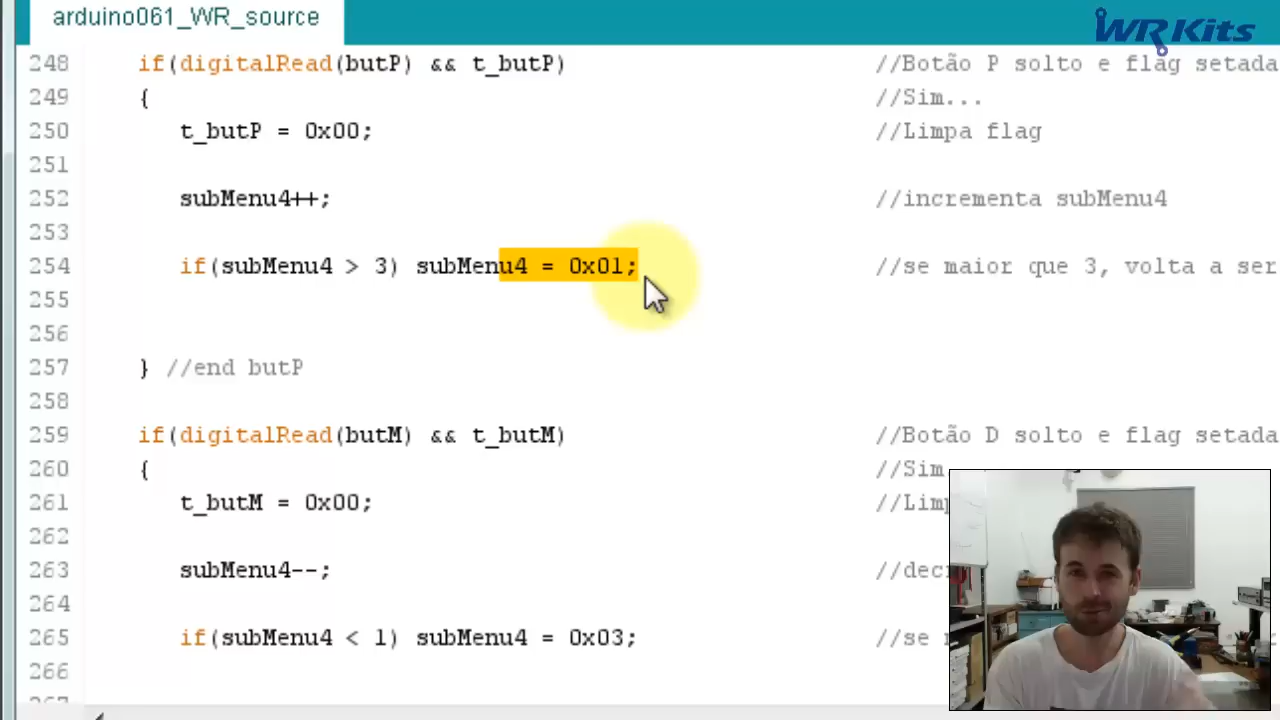 arduino061_WR_source
WR Kits
248 if(digitalRead(butP) && t_butP) //Botão P solto e flag setada
249 { //Sim...
250 t_butP = 0x00; //Limpa flag
251
252 subMenu4++; //incrementa subMenu4
253
254 if(subMenu4 > 3) subMenu4 = 0x01; //se maior que 3, volta a ser
255
256
257 } //end butP
258
259 if(digitalRead(butM) && t_butM) //Botão D solto e flag setada
260 { //Sim
261 t_butM = 0x00; //Limp
262
263 subMenu4--; //decr
264
265 if(subMenu4 < 1) subMenu4 = 0x03; //se
266